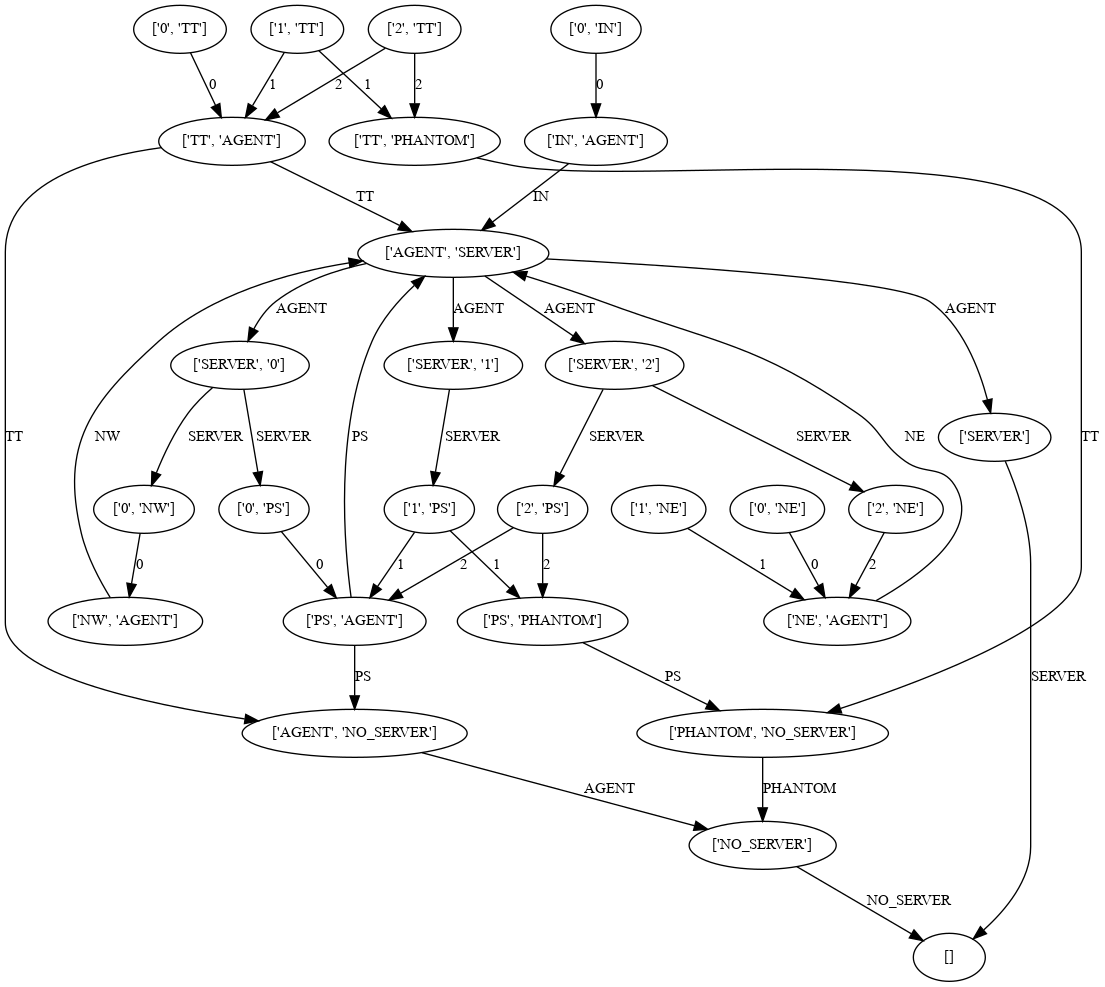 ['0', 'TT']
['1', 'TT']
['2', 'TT']
['0', 'IN']
0
1
2
1
2
0
['TT', 'AGENT']
['TT', 'PHANTOM']
['IN', 'AGENT']
TT
IN
['AGENT', 'SERVER']
AGENT
AGENT
AGENT
AGENT
['SERVER', '0']
['SERVER', '1']
['SERVER', '2']
TT
NW
SERVER
SERVER
PS
SERVER
SERVER
SERVER
NE
['SERVER']
TT
['0', 'NW']
['0', 'PS']
['1', 'PS']
['2', 'PS']
['1', 'NE']
['0', 'NE']
['2', 'NE']
0
0
1
2
1
2
1
0
2
['NW', 'AGENT']
['PS', 'AGENT']
['PS', 'PHANTOM']
['NE', 'AGENT']
PS
PS
SERVER
['AGENT', 'NO_SERVER']
['PHANTOM', 'NO_SERVER']
AGENT
PHANTOM
['NO_SERVER']
NO_SERVER
[]